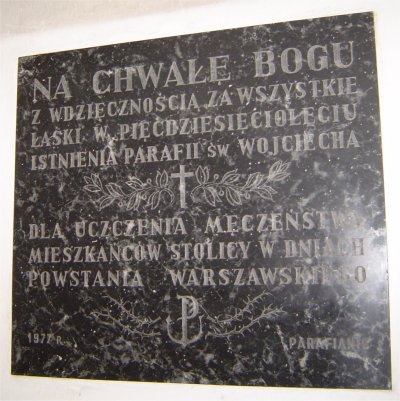 NA CHWAŁĘ BOGU
Z WDZIĘCZNOŚCIĄ ZA WSZYSTKIE
ŁASKI W PIĘĆDZIESIĘCIOLECIU
ISTNIENIA PARAFII ŚW WOJCIECHA
DLA UCZCZENIA MĘCZEŃSTWA
MIESZKAŃCÓW STOLICY W DNIACH
POWSTANIA WARSZAWSKIEGO
1977 R. PARAFIANIE